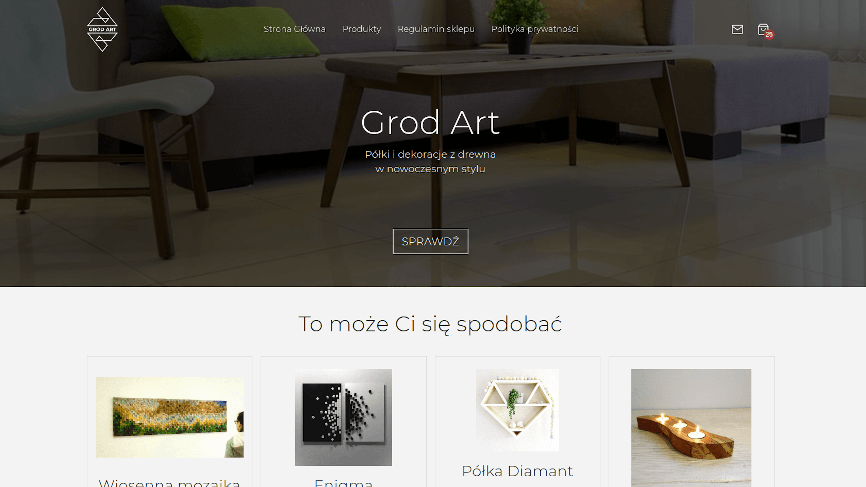 GROD ART
Strona Główna
Produkty
Regulamin sklepu
Polityka prywatności
25
Grod Art
Półki i dekoracje z drewna
w nowoczesnym stylu
SPRAWDŹ
To może Ci się spodobać
Wiosenna mozaika
Enigma
Półka Diamant